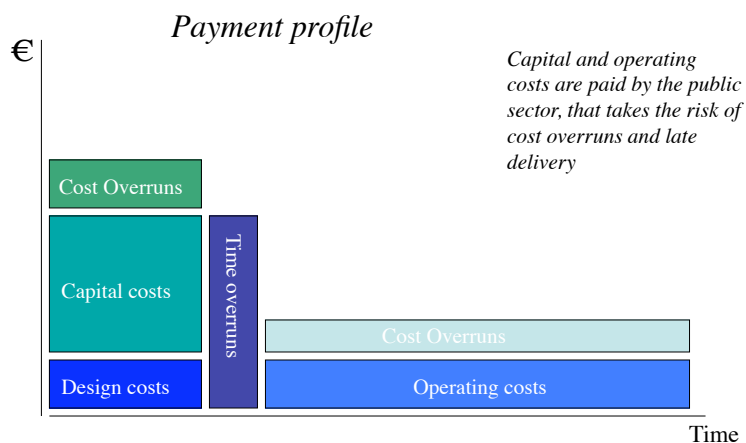 Payment profile
€
Capital and operating
costs are paid by the public
sector, that takes the risk of
cost overruns and late
delivery
Cost Overruns
Capital costs
Time overruns
Cost Overruns
Design costs
Operating costs
Time